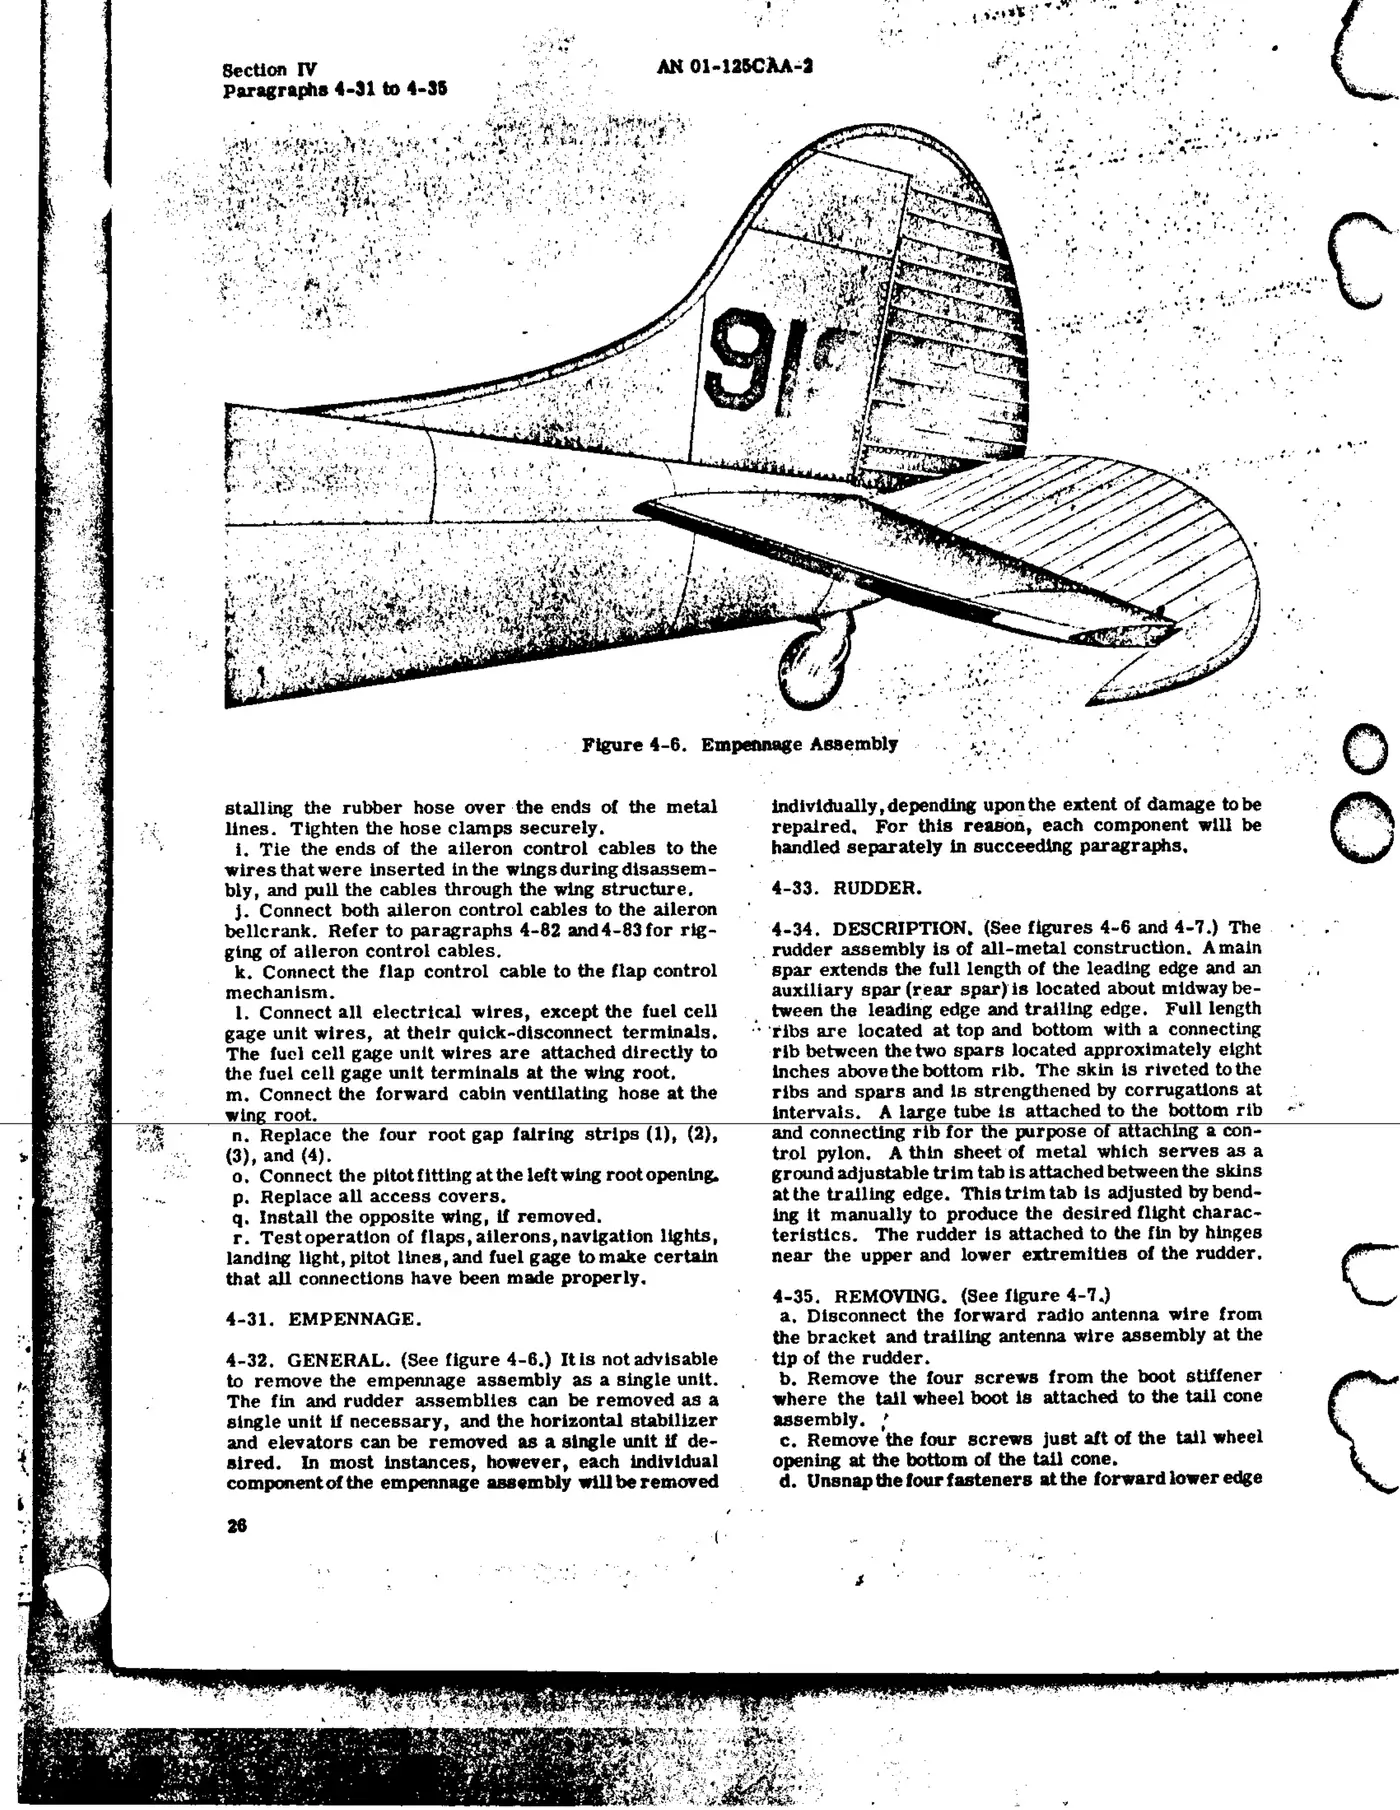 Section IV
Paragraphs 4-31 to 4-35
AN 01-125CAA-2
91
Figure 4-6. Empennage Assembly
stalling the rubber hose over the ends of the metal
lines. Tighten the hose clamps securely.
i. Tie the ends of the aileron control cables to the
wires that were inserted in the wings during disassem-
bly, and pull the cables through the wing structure.
j. Connect both aileron control cables to the aileron
bellcrank. Refer to paragraphs 4-82 and 4-83 for rig-
ging of aileron control cables.
k. Connect the flap control cable to the flap control
mechanism.
l. Connect all electrical wires, except the fuel cell
gage unit wires, at their quick-disconnect terminals.
The fuel cell gage unit wires are attached directly to
the fuel cell gage unit terminals at the wing root.
m. Connect the forward cabin ventilating hose at the
wing root.
n. Replace the four root gap fairing strips (1), (2),
(3), and (4).
o. Connect the pitot fitting at the left wing root opening.
p. Replace all access covers.
q. Install the opposite wing, if removed.
r. Test operation of flaps, ailerons, navigation lights,
landing light, pitot lines, and fuel gage to make certain
that all connections have been made properly.
4-31. EMPENNAGE.
4-32. GENERAL. (See figure 4-6.) It is not advisable
to remove the empennage assembly as a single unit.
The fin and rudder assemblies can be removed as a
single unit if necessary, and the horizontal stabilizer
and elevators can be removed as a single unit if de-
sired. In most instances, however, each individual
component of the empennage assembly will be removed
individually, depending upon the extent of damage to be
repaired. For this reason, each component will be
handled separately in succeeding paragraphs.
4-33. RUDDER.
4-34. DESCRIPTION. (See figures 4-6 and 4-7.) The
rudder assembly is of all-metal construction. A main
spar extends the full length of the leading edge and an
auxiliary spar (rear spar) is located about midway be-
tween the leading edge and trailing edge. Full length
ribs are located at top and bottom with a connecting
rib between the two spars located approximately eight
inches above the bottom rib. The skin is riveted to the
ribs and spars and is strengthened by corrugations at
intervals. A large tube is attached to the bottom rib
and connecting rib for the purpose of attaching a con-
trol pylon. A thin sheet of metal which serves as a
ground adjustable trim tab is attached between the skins
at the trailing edge. This trim tab is adjusted by bend-
ing it manually to produce the desired flight charac-
teristics. The rudder is attached to the fin by hinges
near the upper and lower extremities of the rudder.
4-35. REMOVING. (See figure 4-7.)
a. Disconnect the forward radio antenna wire from
the bracket and trailing antenna wire assembly at the
tip of the rudder.
b. Remove the four screws from the boot stiffener
where the tail wheel boot is attached to the tail cone
assembly.
c. Remove the four screws just aft of the tail wheel
opening at the bottom of the tail cone.
d. Unsnap the four fasteners at the forward lower edge
26